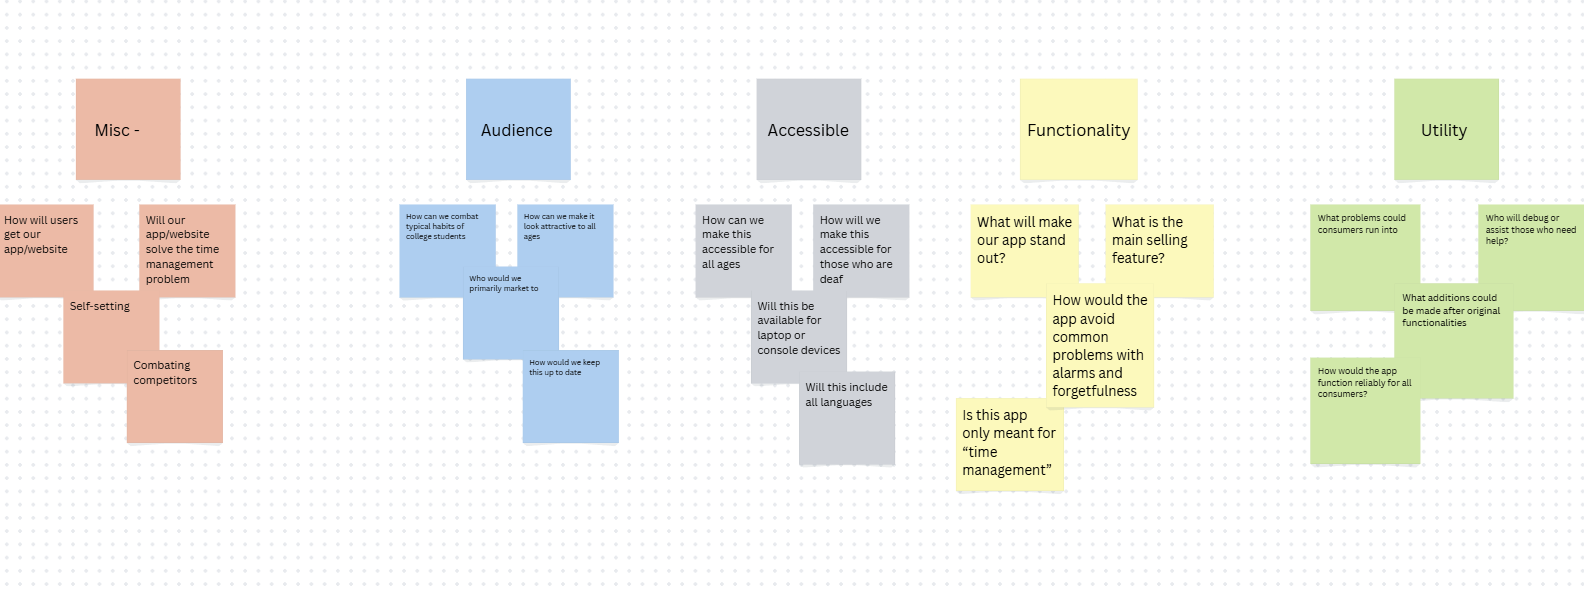 Misc -
How will users
get our
app/website
Will our
app/website
solve the time
management
problem
Self-setting
Combating
competitors
Audience
How can we combat
typical habits of
college students
How can we make it
look attractive to all
ages
Who would we
primarily market to
How would we keep
this up to date
Accessible
How can we
make this
accessible for
all ages
How will we
make this
accessible for
those who are
deaf
Will this be
available for
laptop or
console devices
Will this include
all languages
Functionality
What will make
our app stand
out?
What is the
main selling
feature?
How would the
app avoid
common
problems with
alarms and
forgetfulness
Is this app
only meant for
“time
management”
Utility
What problems could
consumers run into
Who will debug or
assist those who need
help?
What additions could
be made after original
functionalities
How would the app
function reliably for all
consumers?